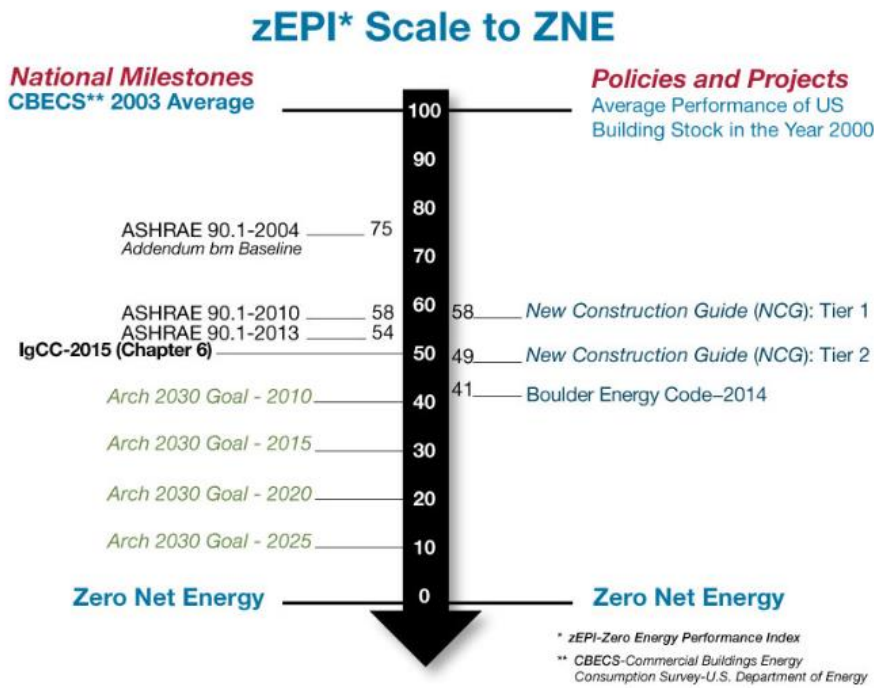 zEPI* Scale to ZNE
National Milestones
CBECS** 2003 Average
Policies and Projects
Average Performance of US
Building Stock in the Year 2000
100
90
80
ASHRAE 90.1-2004
75
Addendum bm Baseline
70
60
ASHRAE 90.1-2010
58
58
New Construction Guide (NCG): Tier 1
ASHRAE 90.1-2013
54
IgCC-2015 (Chapter 6)
50
49
New Construction Guide (NCG): Tier 2
Arch 2030 Goal - 2010
40
41
Boulder Energy Code–2014
Arch 2030 Goal - 2015
30
Arch 2030 Goal - 2020
20
Arch 2030 Goal - 2025
10
Zero Net Energy
0
Zero Net Energy
* zEPI-Zero Energy Performance Index
** CBECS-Commercial Buildings Energy
Consumption Survey-U.S. Department of Energy